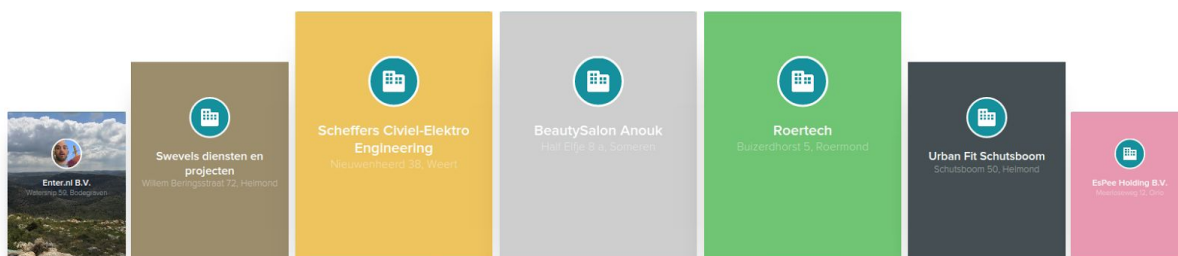 Enter.nl B.V.
59, Bodegraven
Swevels diensten en
projecten
Willem Beringsstraat 72, Helmond
Scheffers Civiel-Elektro
Engineering
Nieuwenheerd 38, Weert
BeautySalon Anouk
Half Elfje 8 a, Someren
Roertech
Buizerdhorst 5, Roermond
Urban Fit Schutsboom
Schutsboom 50, Helmond
EsPee Holding B.V.
12,